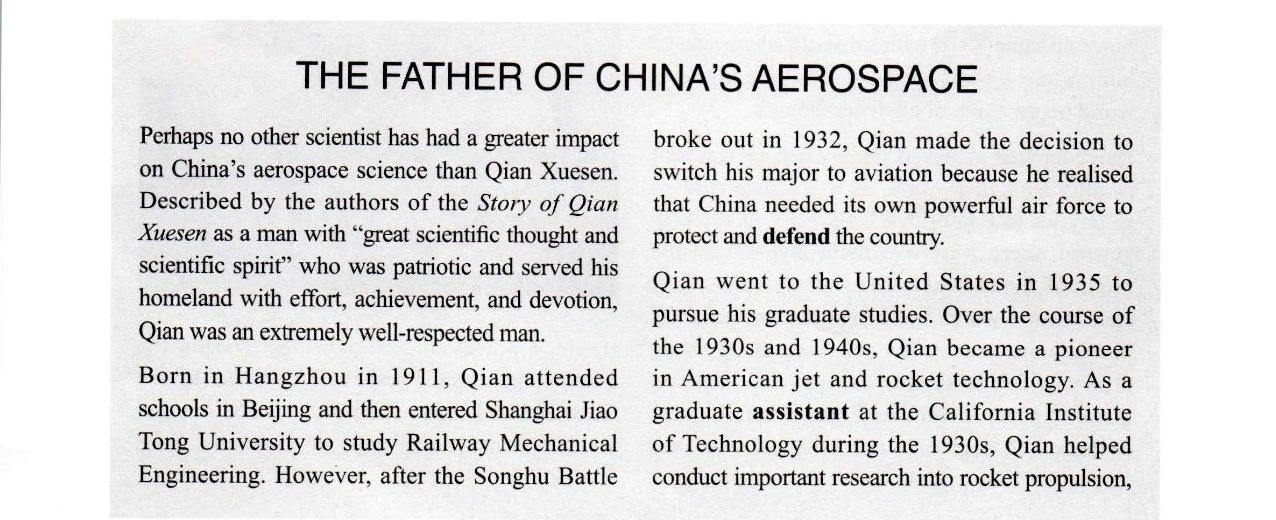 THE FATHER OF CHINA'S AEROSPACE
Perhaps no other scientist has had a greater impact
on China's aerospace science than Qian Xuesen.
Described by the authors of the Story of Qian
Xuesen as a man with “great scientific thought and
scientific spirit” who was patriotic and served his
homeland with effort, achievement, and devotion,
Qian was an extremely well-respected man.
Born in Hangzhou in 1911, Qian attended
schools in Beijing and then entered Shanghai Jiao
Tong University to study Railway Mechanical
Engineering. However, after the Songhu Battle
broke out in 1932, Qian made the decision to
switch his major to aviation because he realised
that China needed its own powerful air force to
protect and defend the country.
Qian went to the United States in 1935 to
pursue his graduate studies. Over the course of
the 1930s and 1940s, Qian became a pioneer
in American jet and rocket technology. As a
graduate assistant at the California Institute
of Technology during the 1930s, Qian helped
conduct important research into rocket propulsion,